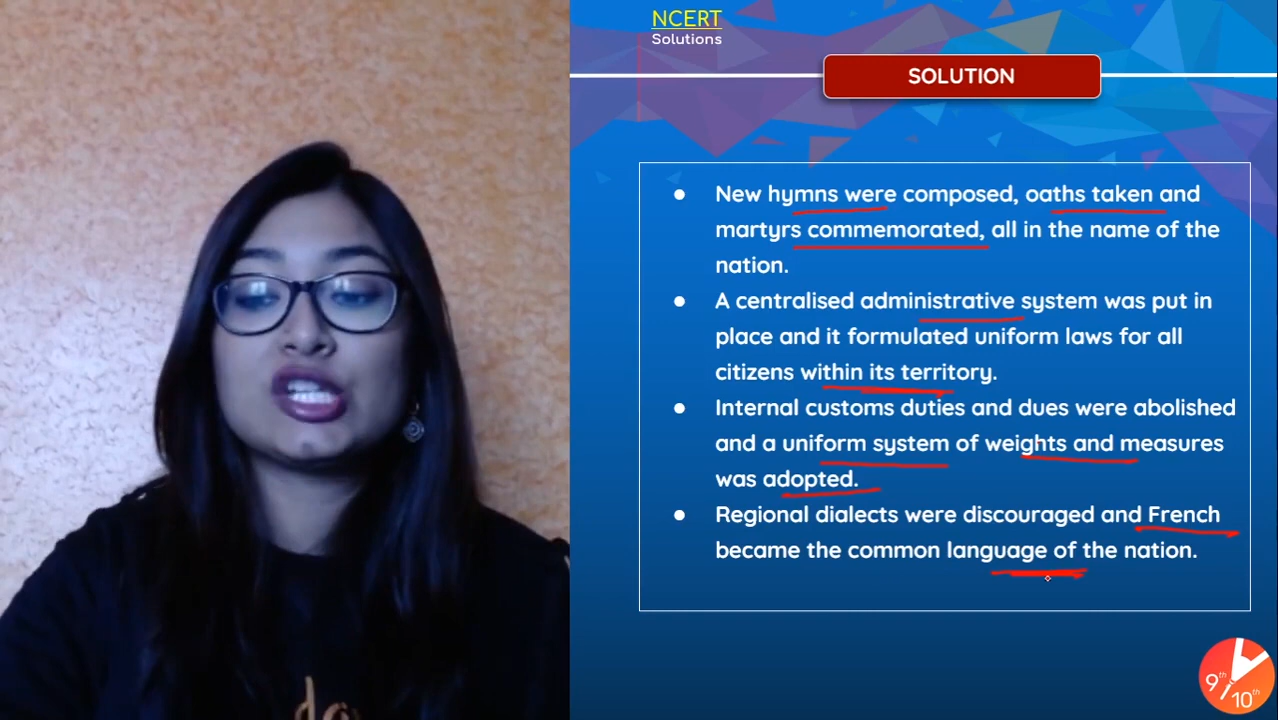 NCERT
Solutions
SOLUTION
● New hymns were composed, oaths taken and
martyrs commemorated, all in the name of the
nation.
● A centralised administrative system was put in
place and it formulated uniform laws for all
citizens within its territory.
● Internal customs duties and dues were abolished
and a uniform system of weights and measures
was adopted.
● Regional dialects were discouraged and French
became the common language of the nation.
9th
10th